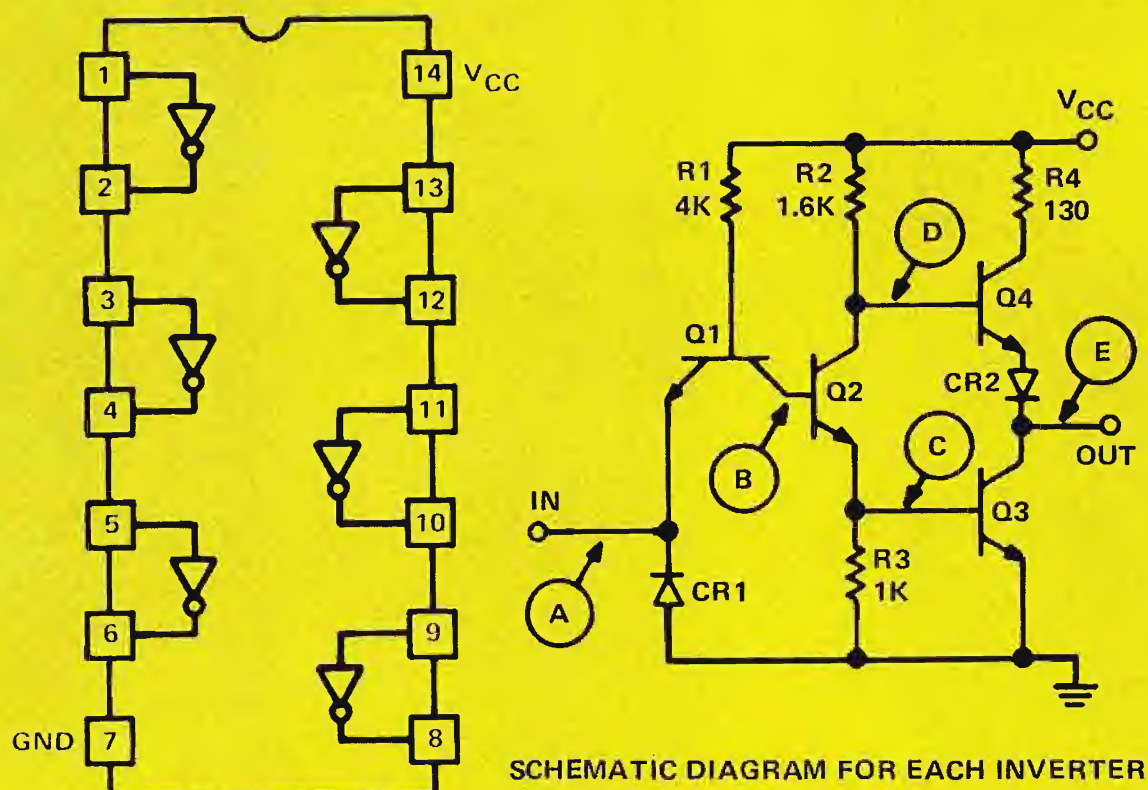 1
2
3
4
5
6
GND 7
14 VCC
13
12
11
10
9
8
VCC
R1
4K
R2
1.6K
R4
130
D
Q4
Q1
Q2
CR2
E
OUT
B
C
Q3
IN
A
CR1
R3
1K
SCHEMATIC DIAGRAM FOR EACH INVERTER